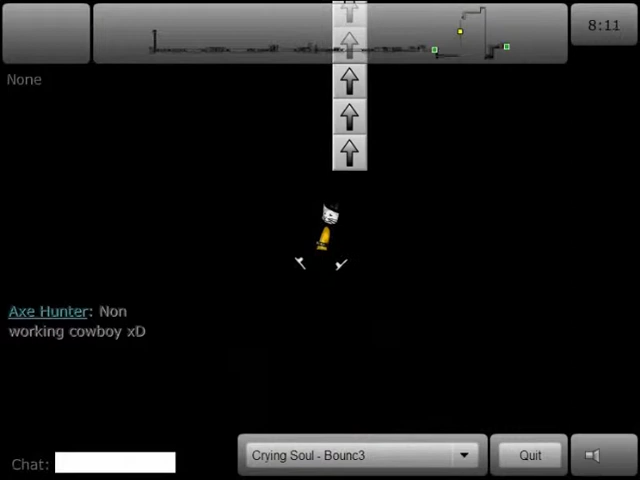 8:11
None
Axe Hunter: Non
working cowboy xD
Chat:
Crying Soul - Bounc3
Quit